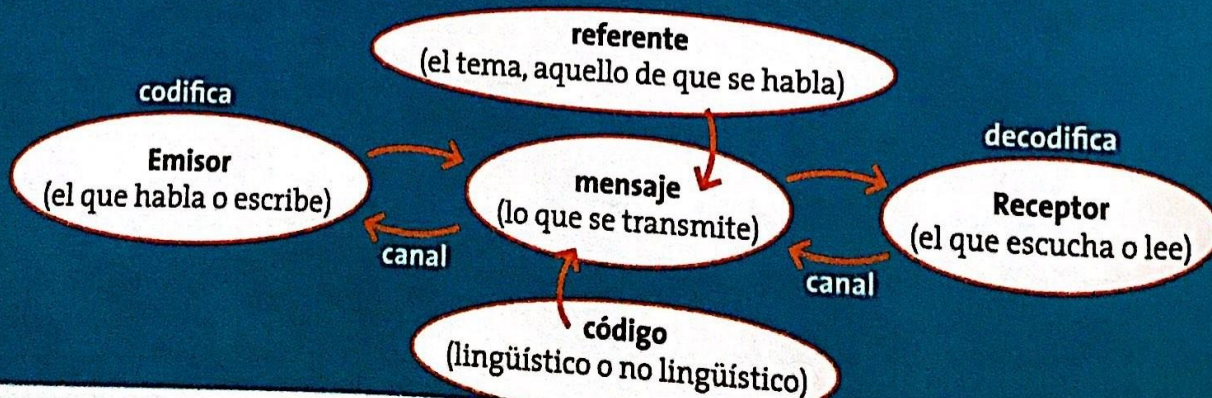 referente
(el tema, aquello de que se habla)
codifica
Emisor
(el que habla o escribe)
mensaje
(lo que se transmite)
decodifica
Receptor
(el que escucha o lee)
canal
canal
código
(lingüístico o no lingüístico)